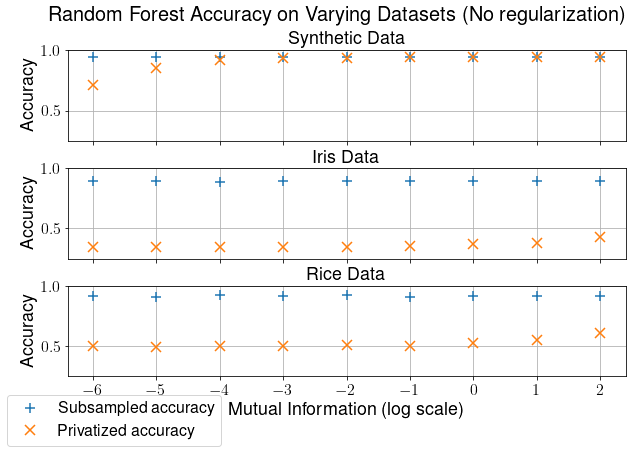 Random Forest Accuracy on Varying Datasets (No regularization)
Synthetic Data
1.0
0.5
Accuracy
Iris Data
1.0
0.5
Accuracy
Rice Data
1.0
0.5
Accuracy
−6 −5 −4 −3 −2 −1 0 1 2
Mutual Information (log scale)
Subsampled accuracy
Privatized accuracy